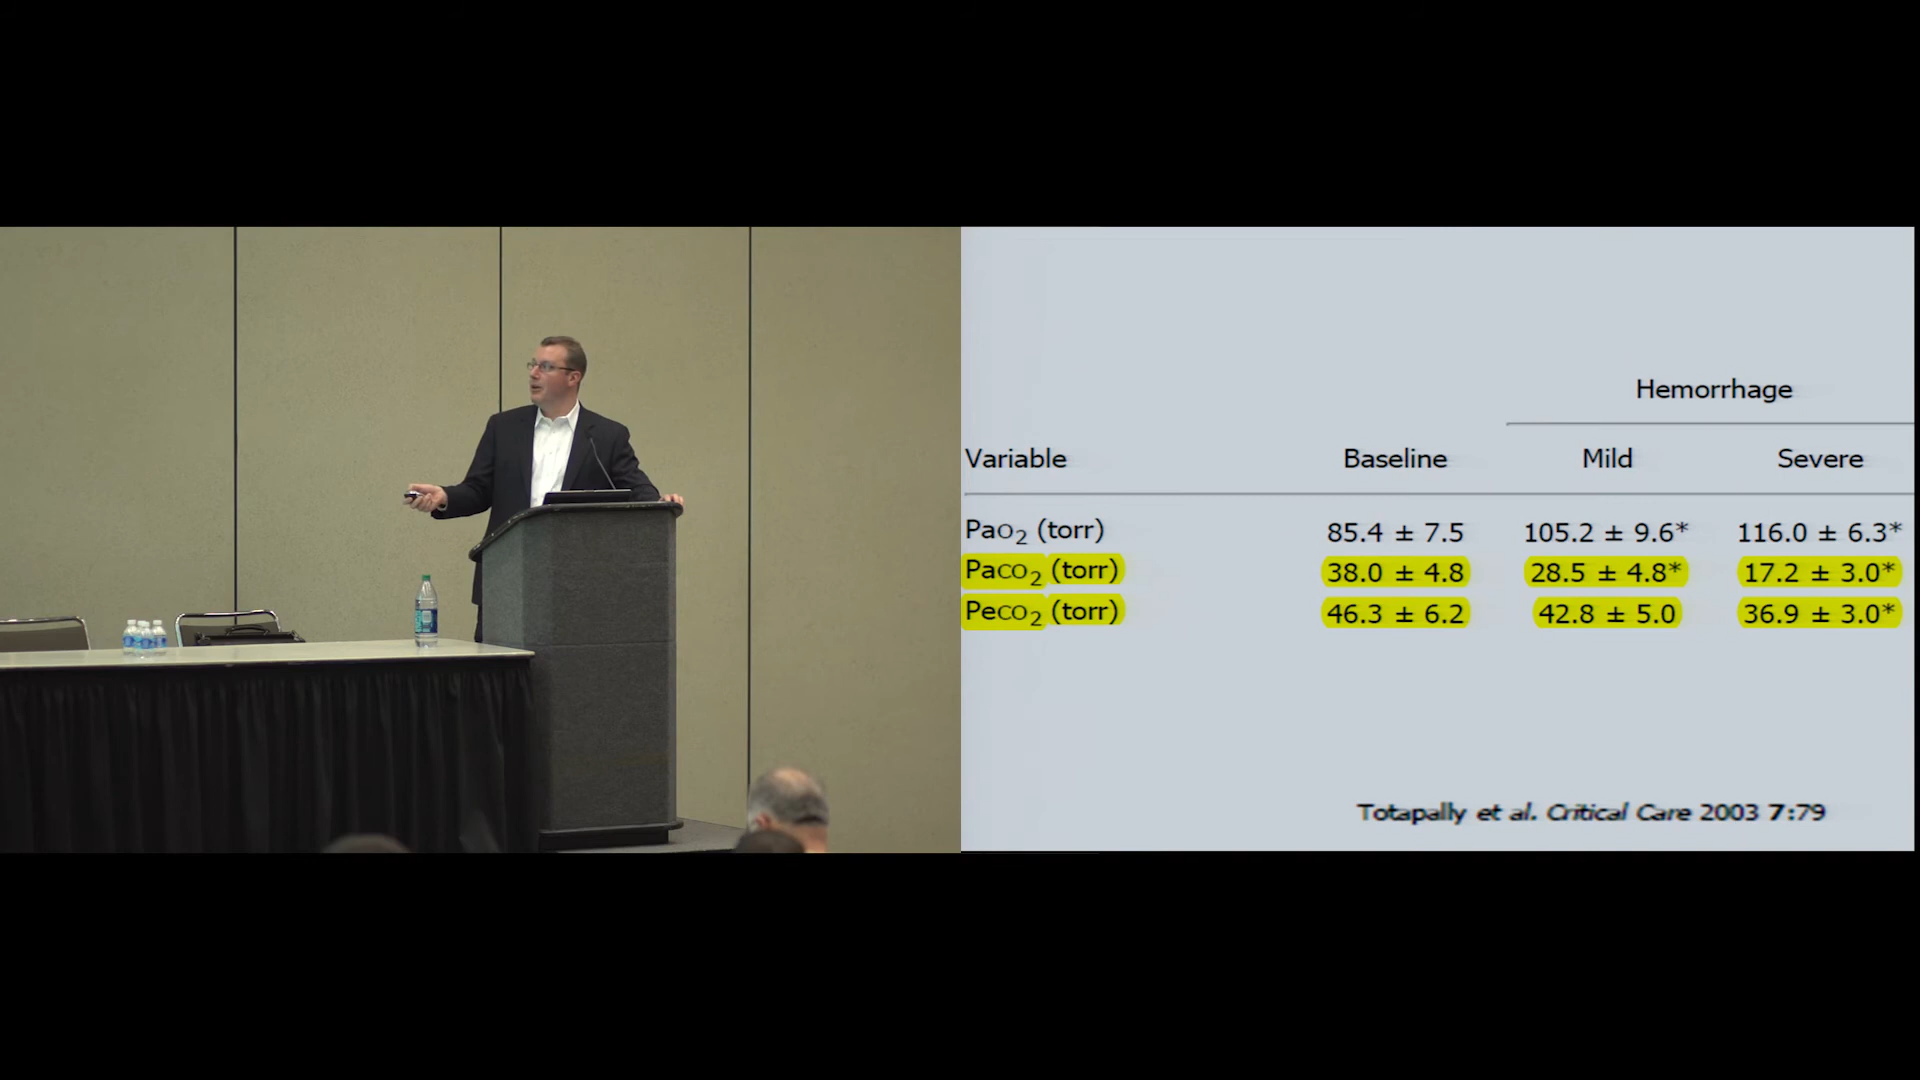 Hemorrhage
Variable Baseline Mild Severe
PaO₂ (torr) 85.4 ± 7.5 105.2 ± 9.6* 116.0 ± 6.3*
PaCO₂ (torr) 38.0 ± 4.8 28.5 ± 4.8* 17.2 ± 3.0*
PeCO₂ (torr) 46.3 ± 6.2 42.8 ± 5.0 36.9 ± 3.0*
Totapally et al. Critical Care 2003 7:79